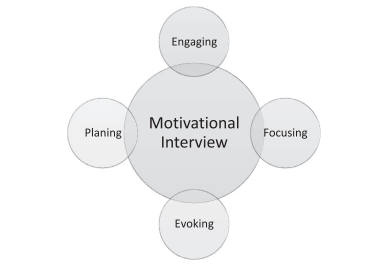 Engaging
Motivational
Interview
Planing
Focusing
Evoking